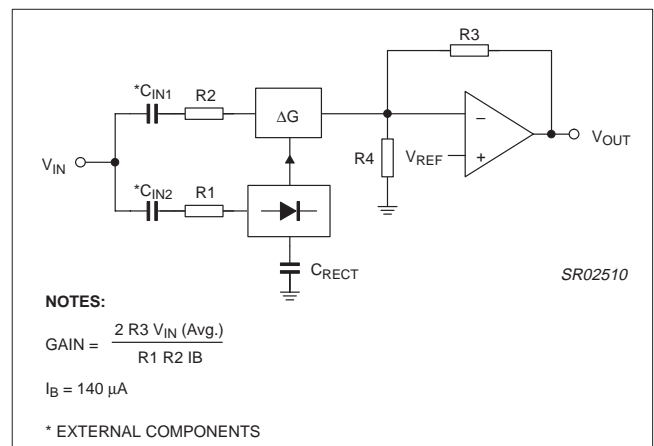 R3
*CIN1
R2
ΔG
−
VOUT
VIN
R4
VREF
+
*CIN2
R1
CRECT
SR02510
NOTES:
GAIN = 2 R3 VIN (Avg.)
R1 R2 IB
IB = 140 μA
* EXTERNAL COMPONENTS